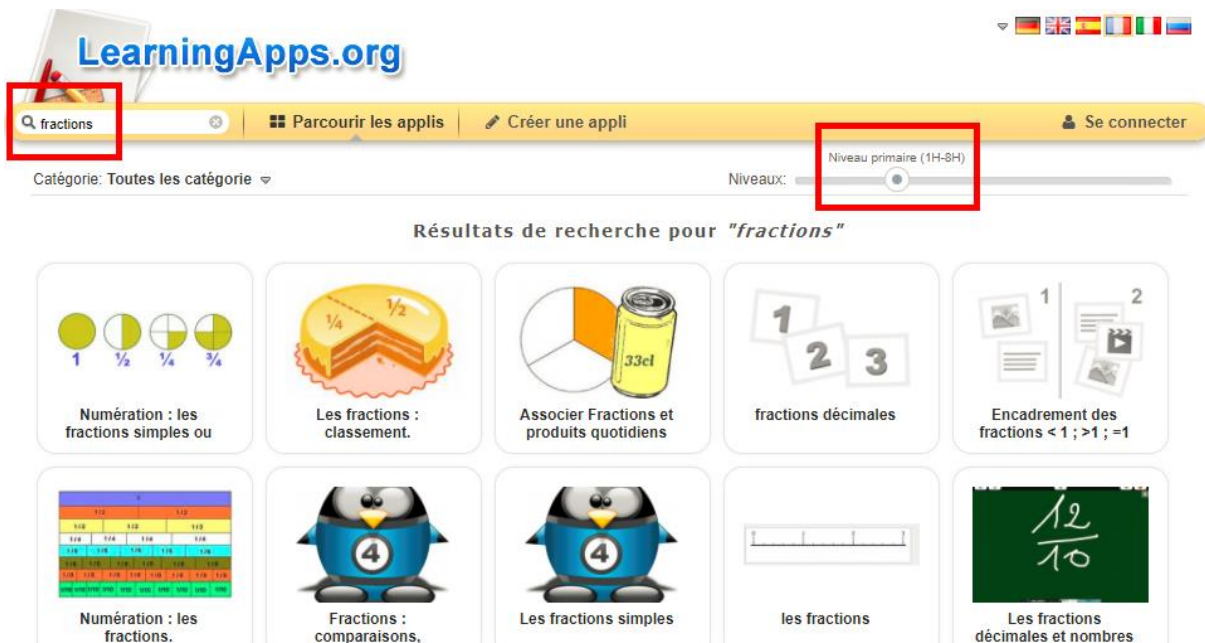 LearningApps.org
fractions
Parcourir les applis
Créer une appli
Se connecter
Catégorie: Toutes les catégorie
Niveaux:
Niveau primaire (1H-8H)
Résultats de recherche pour "fractions"
1 ½ ¼ ¾
Numération : les
fractions simples ou
¼ ½
Les fractions :
classement.
33cl
Associer Fractions et
produits quotidiens
1 2 3
fractions décimales
1 2
Encadrement des
fractions < 1 ; >1 ; =1
Numération : les
fractions.
4
Fractions :
comparaisons,
4
Les fractions simples
les fractions
12
10
Les fractions
décimales et nombres